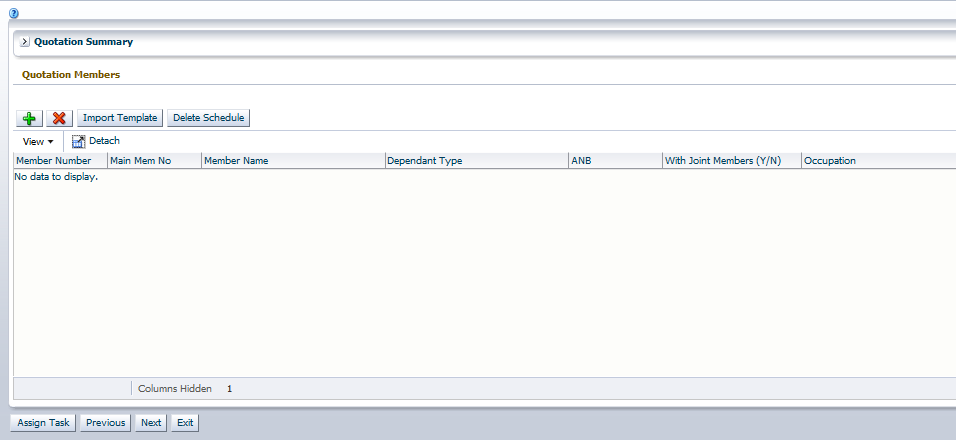 ?
Quotation Summary
Quotation Members
Import Template Delete Schedule
View Detach
Member Number Main Mem No Member Name Dependant Type ANB With Joint Members (Y/N) Occupation
No data to display.
Columns Hidden 1
Assign Task Previous Next Exit